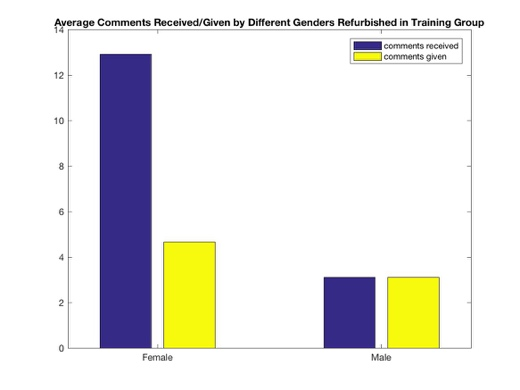 Average Comments Received/Given by Different Genders Refurbished in Training Group
14
comments received
comments given
12
10
8
6
4
2
0
Female Male